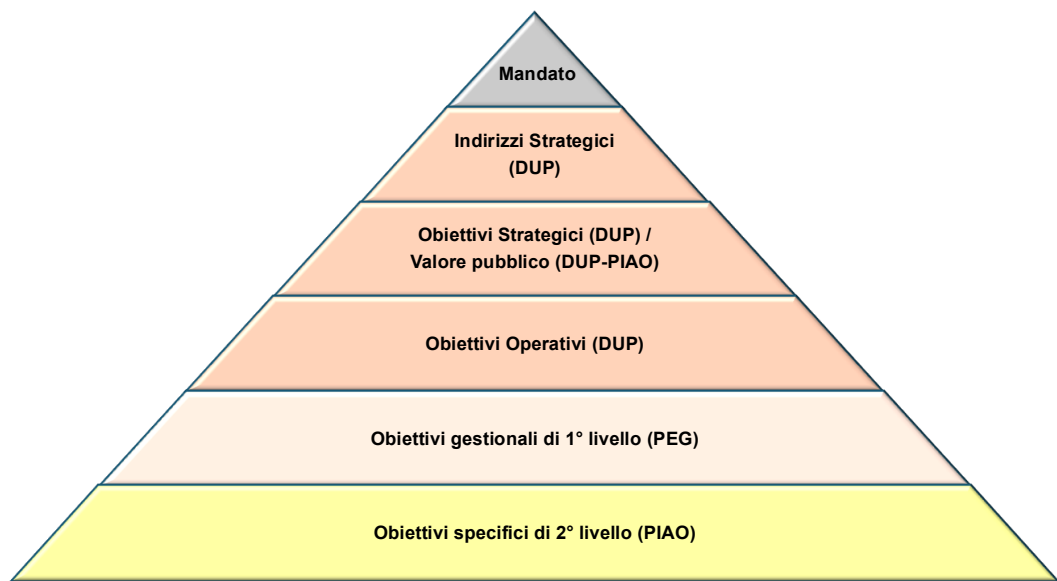 Mandato
Indirizzi Strategici
(DUP)
Obiettivi Strategici (DUP) /
Valore pubblico (DUP-PIAO)
Obiettivi Operativi (DUP)
Obiettivi gestionali di 1° livello (PEG)
Obiettivi specifici di 2° livello (PIAO)